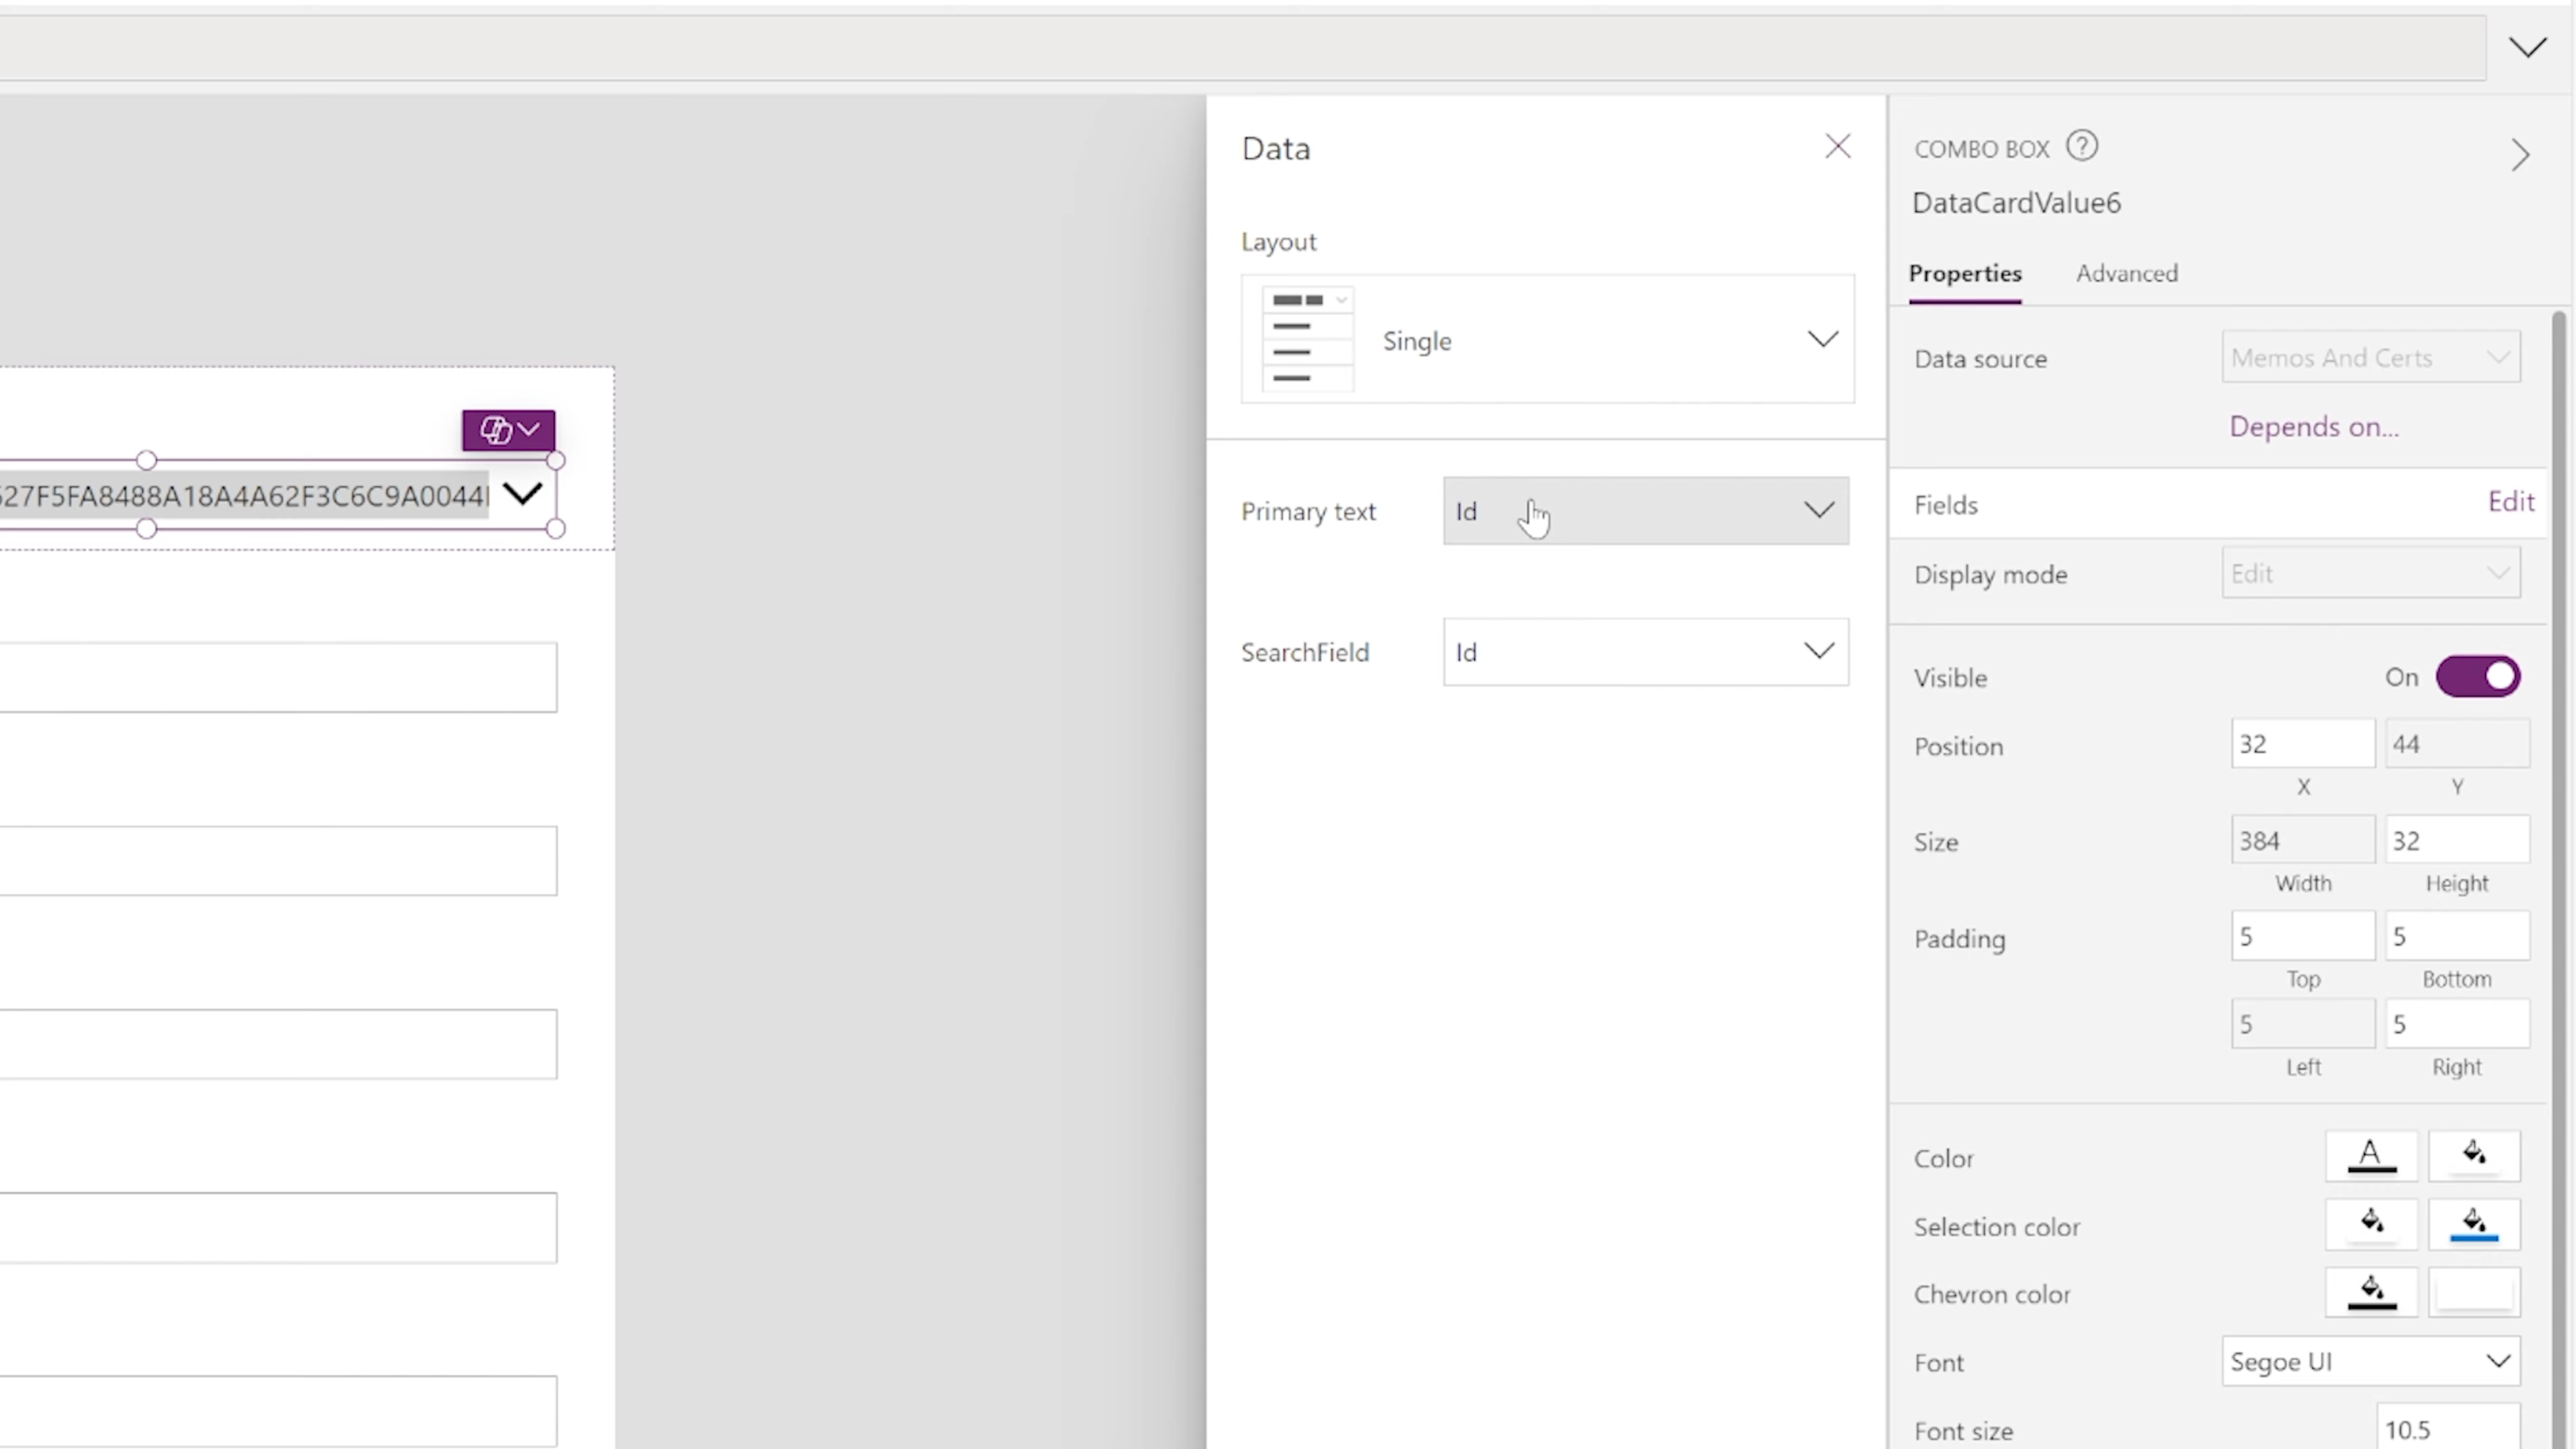 Data
Layout
Single
Primary text
Id
SearchField
Id
27F5FA8488A18A4A62F3C6C9A0044
COMBO BOX ?
DataCardValue6
Properties
Advanced
Data source
Memos And Certs
Depends on...
Fields
Edit
Display mode
Edit
Visible
On
Position
32
44
X
Y
Size
384
32
Width
Height
Padding
5
5
Top
Bottom
5
5
Left
Right
Color
A
Selection color
Chevron color
Font
Segoe UI
Font size
10.5